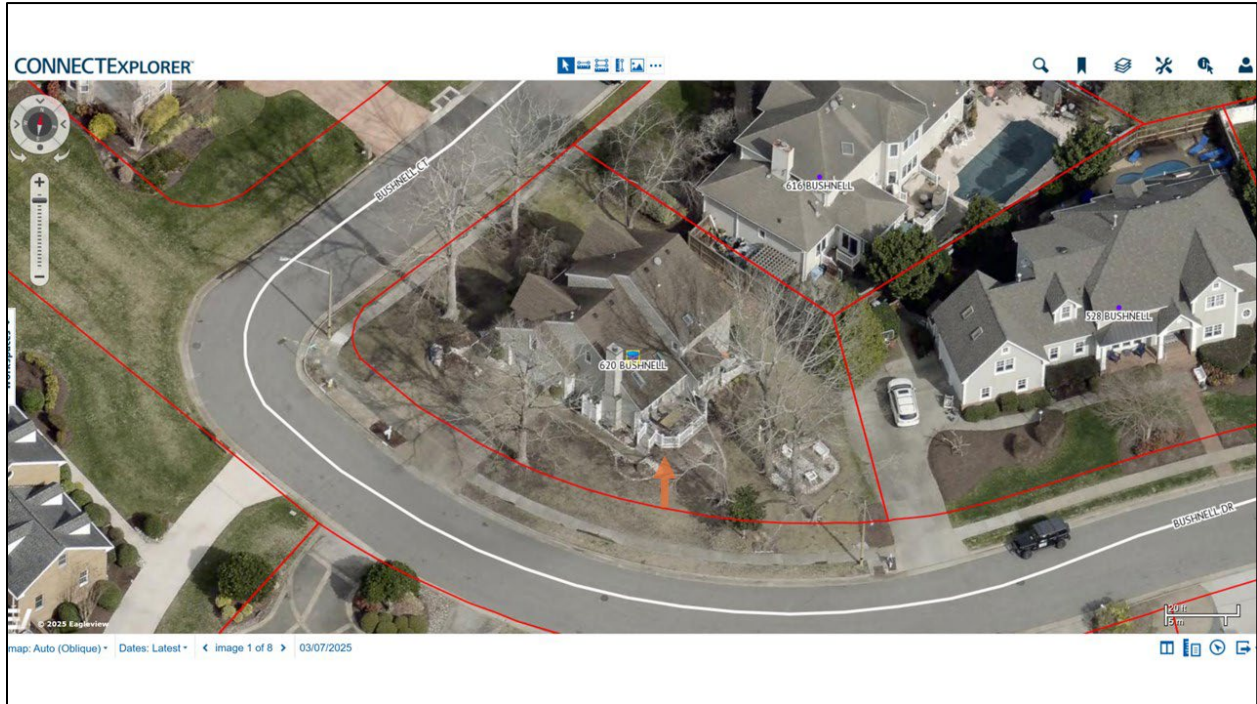 CONNECTEXPLORER™
BUSHNELL CT
616 BUSHNELL
528 BUSHNELL
620 BUSHNELL
BUSHNELL DR
20 ft
5 m
© 2025 Eagleview
map: Auto (Oblique) Dates: Latest < image 1 of 8 > 03/07/2025